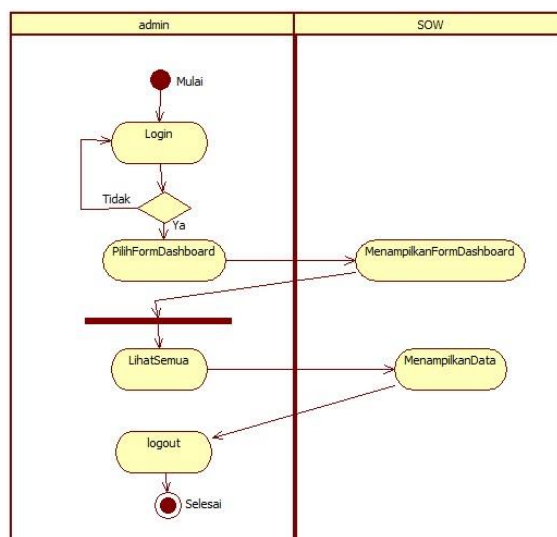 admin
SOW
Mulai
Login
Tidak
Ya
PilihFormDashboard
MenampilkanFormDashboard
LihatSemua
MenampilkanData
logout
Selesai